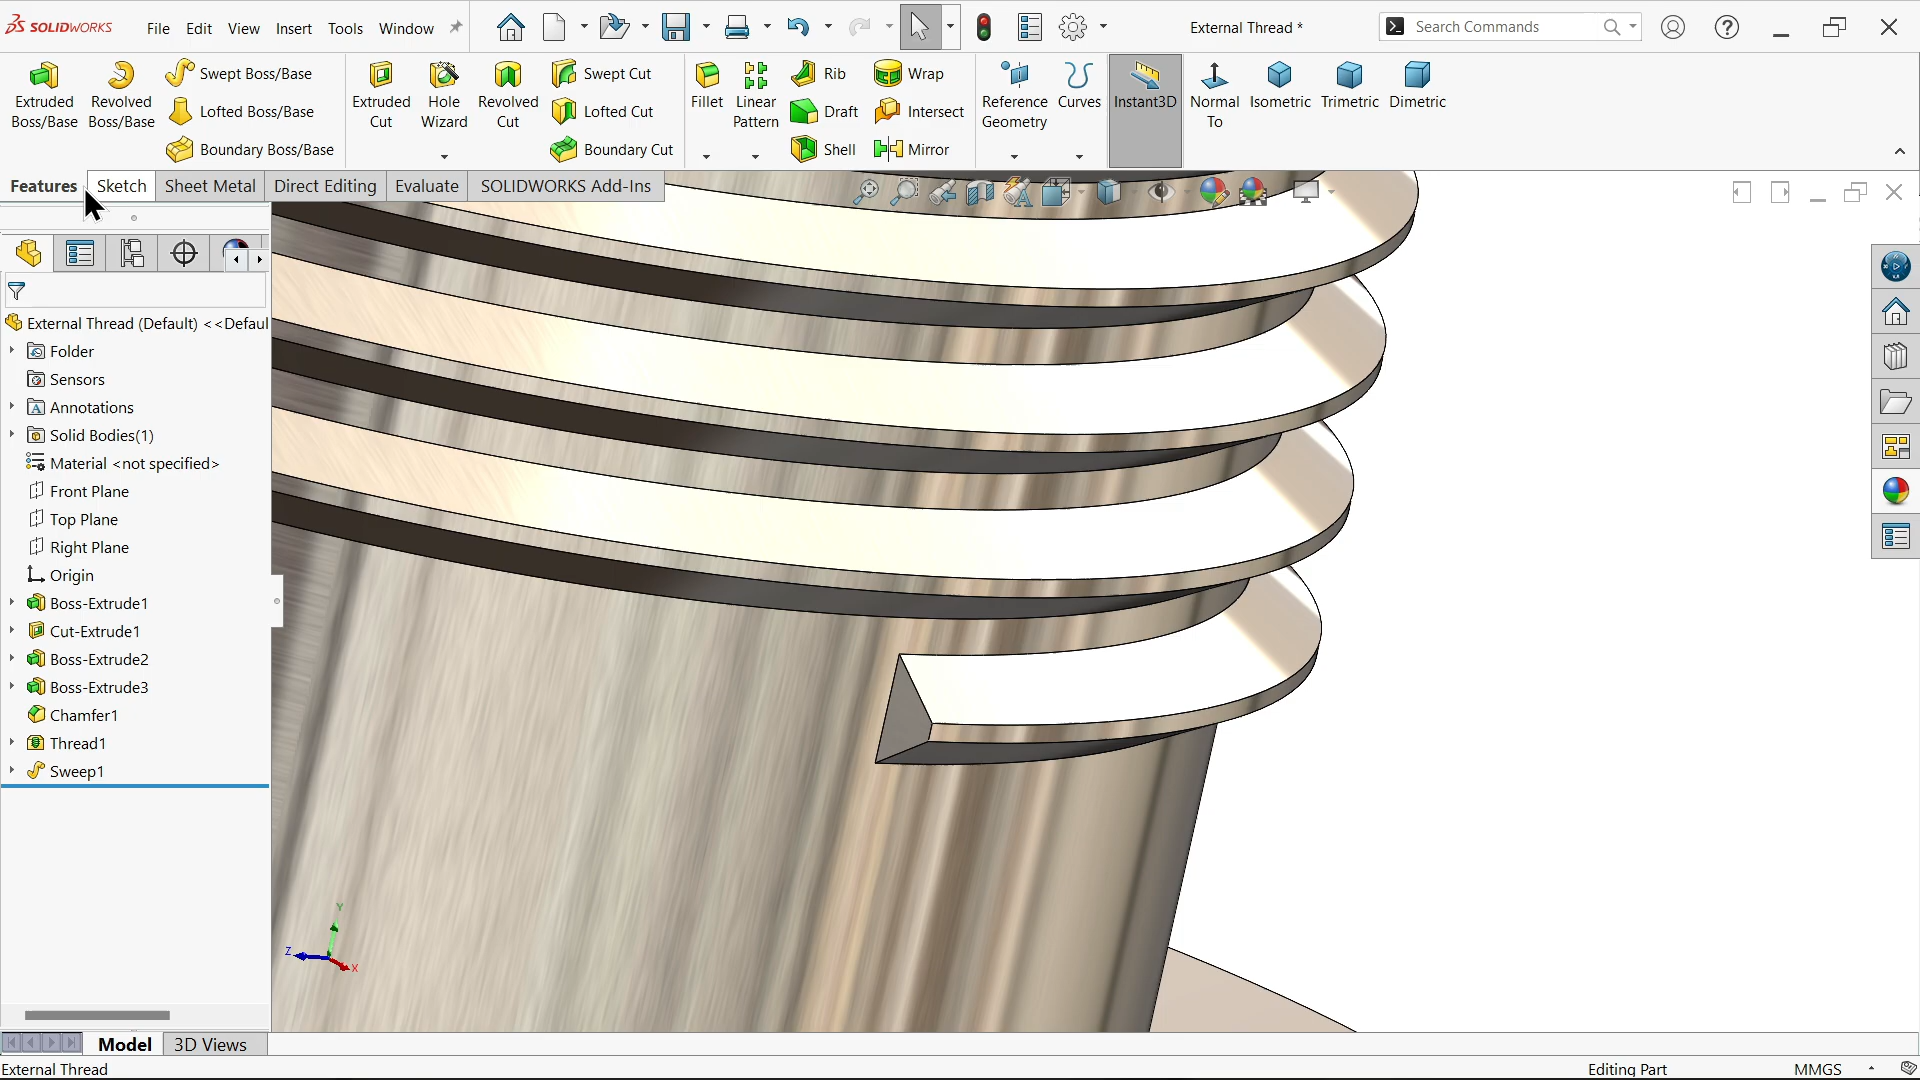 SOLIDWORKS File Edit View Insert Tools Window External Thread * Search Commands
Extruded Boss/Base
Revolved Boss/Base
Swept Boss/Base
Lofted Boss/Base
Boundary Boss/Base
Extruded Cut
Hole Wizard
Revolved Cut
Swept Cut
Lofted Cut
Boundary Cut
Fillet
Linear Pattern
Rib
Draft
Shell
Wrap
Intersect
Mirror
Reference Geometry
Curves
Instant3D
Normal To
Isometric
Trimetric
Dimetric
Features Sketch Sheet Metal Direct Editing Evaluate SOLIDWORKS Add-Ins
External Thread (Default) <<Defaul
Folder
Sensors
Annotations
Solid Bodies(1)
Material <not specified>
Front Plane
Top Plane
Right Plane
Origin
Boss-Extrude1
Cut-Extrude1
Boss-Extrude2
Boss-Extrude3
Chamfer1
Thread1
Sweep1
Y
Z
X
Model 3D Views
External Thread Editing Part MMGS